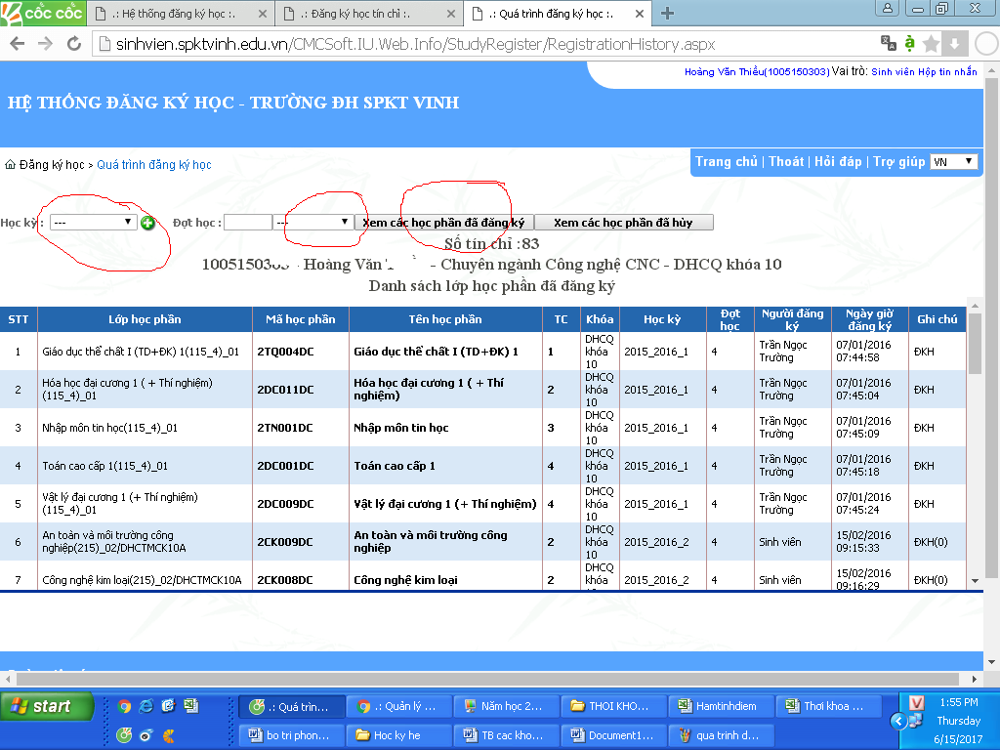 cốc cốc
.: Hệ thống đăng ký học :.
.: Đăng ký học tín chỉ :.
.: Quá trình đăng ký học :.
sinhvien.spktvinh.edu.vn/CMCSoft.IU.Web.Info/StudyRegister/RegistrationHistory.aspx
Hoàng Văn Thiều(1005150303) Vai trò: Sinh viên Hộp tin nhắn
HỆ THỐNG ĐĂNG KÝ HỌC - TRƯỜNG ĐH SPKT VINH
Đăng ký học > Quá trình đăng ký học
Trang chủ | Thoát | Hỏi đáp | Trợ giúp VN
Học kỳ : --- Đợt học : --- Xem các học phần đã đăng ký Xem các học phần đã hủy
Số tín chỉ :83
1005150303 - Hoàng Văn - Chuyên ngành Công nghệ CNC - DHCQ khóa 10
Danh sách lớp học phần đã đăng ký
STT Lớp học phần Mã học phần Tên học phần TC Khóa Học kỳ Đợt học Người đăng ký Ngày giờ đăng ký Ghi chú
1 Giáo dục thể chất I (TD+ĐK) 1(115_4)_01 2TQ004DC Giáo dục thể chất I (TD+ĐK) 1 1 DHCQ khóa 10 2015_2016_1 4 Trần Ngọc Trường 07/01/2016 07:44:58 ĐKH
2 Hóa học đại cương 1 ( + Thí nghiệm)(115_4)_01 2DC011DC Hóa học đại cương 1 ( + Thí nghiệm) 2 DHCQ khóa 10 2015_2016_1 4 Trần Ngọc Trường 07/01/2016 07:45:04 ĐKH
3 Nhập môn tin học(115_4)_01 2TN001DC Nhập môn tin học 3 DHCQ khóa 10 2015_2016_1 4 Trần Ngọc Trường 07/01/2016 07:45:09 ĐKH
4 Toán cao cấp 1(115_4)_01 2DC001DC Toán cao cấp 1 4 DHCQ khóa 10 2015_2016_1 4 Trần Ngọc Trường 07/01/2016 07:45:18 ĐKH
5 Vật lý đại cương 1 (+ Thí nghiệm)(115_4)_01 2DC009DC Vật lý đại cương 1 (+ Thí nghiệm) 4 DHCQ khóa 10 2015_2016_1 4 Trần Ngọc Trường 07/01/2016 07:45:24 ĐKH
6 An toàn và môi trường công nghiệp(215)_02/DHCTMCK10A 2CK009DC An toàn và môi trường công nghiệp 2 DHCQ khóa 10 2015_2016_2 4 Sinh viên 15/02/2016 09:15:33 ĐKH(0)
7 Công nghệ kim loại(215)_02/DHCTMCK10A 2CK008DC Công nghệ kim loại 2 DHCQ khóa 2015_2016_2 4 Sinh viên 15/02/2016 09:16:29 ĐKH(0)
start .: Quá trìn... .: Quản lý ... Năm học 2... THOI KHO... Hamtinhdiem Thơi khoa ... 1:55 PM
Thursday
bo tri phon... Hoc ky he TB cac kho... Document1... qua trinh d... 6/15/2017